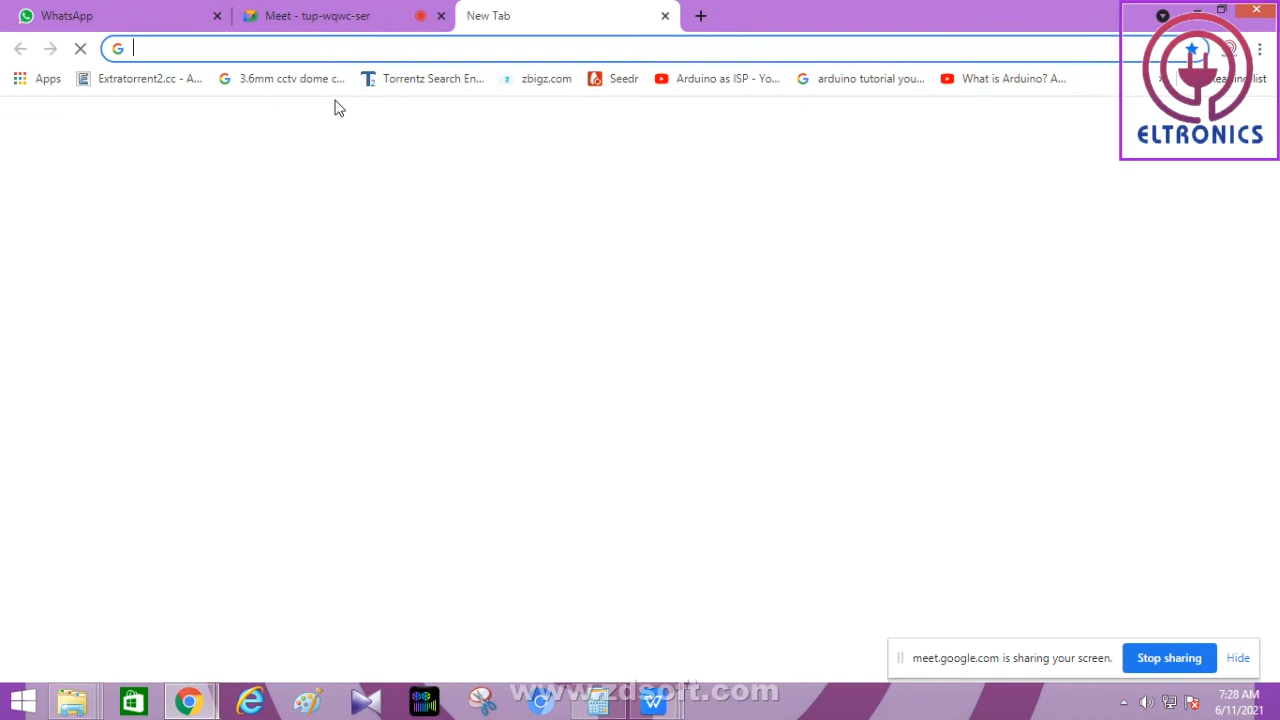 WhatsApp
Meet - tup-wqwc-ser
New Tab
Apps
Extratorrent2.cc - A...
3.6mm cctv dome c...
Torrentz Search En...
zbigz.com
Seedr
Arduino as ISP - Yo...
arduino tutorial you...
What is Arduino? A...
list
ELTRONICS
meet.google.com is sharing your screen.
Stop sharing
Hide
www.zdsoft.com
7:28 AM
6/11/2021